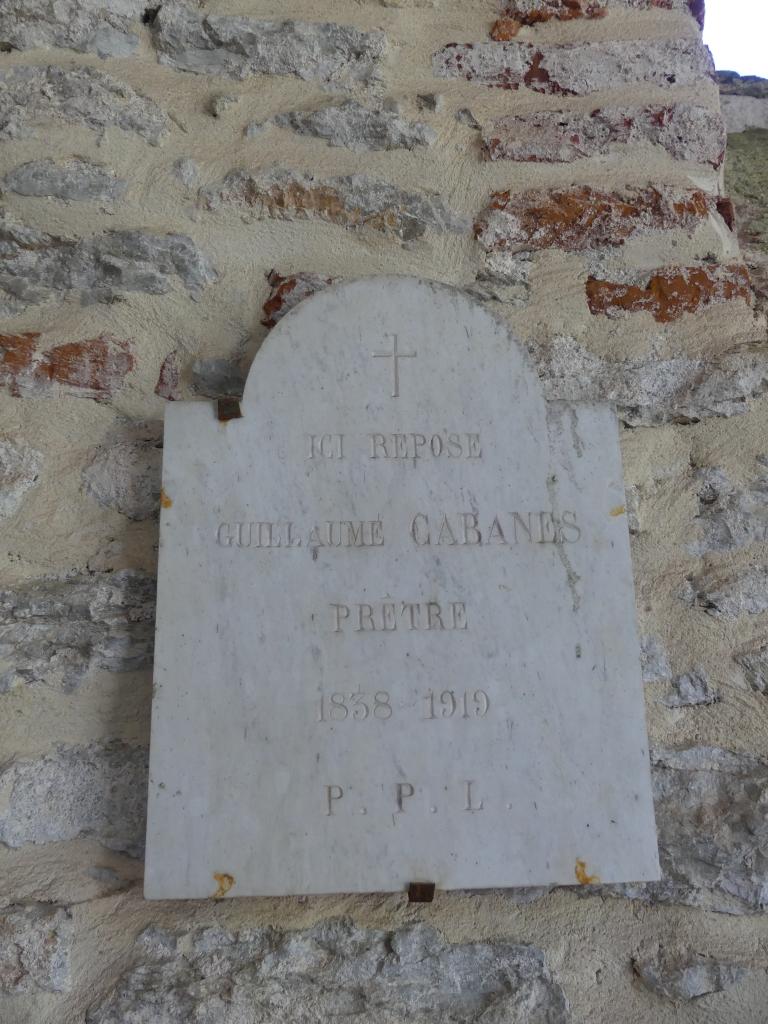 ICI REPOSE
GUILLAUME CABANES
PRÊTRE
1838 1919
P. P. L.